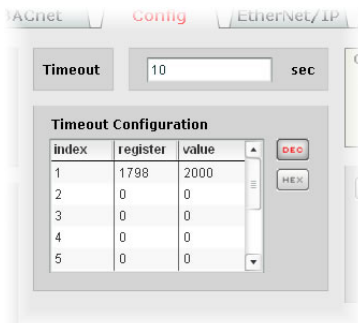 BACnet Config EtherNet/IP
Timeout 10 sec
Timeout Configuration
index register value
1 1798 2000
2 0 0
3 0 0
4 0 0
5 0 0
DEC
HEX